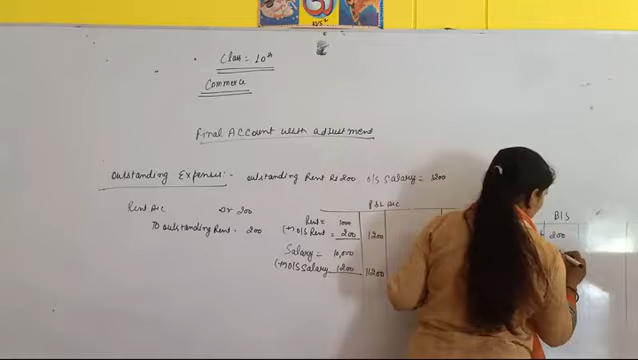 Class = 10th
Commerce
Final Account with adjustment
Outstanding Expenses:- Outstanding Rent Rs 200 O/S Salary = 1200
Rent A/c Dr 200
To outstanding Rent - 200
P&L A/c
Rent = 1000
(+) O/S Rent = 200 1200
Salary = 10,000
(+) O/S Salary 1200 11200
B/S
200